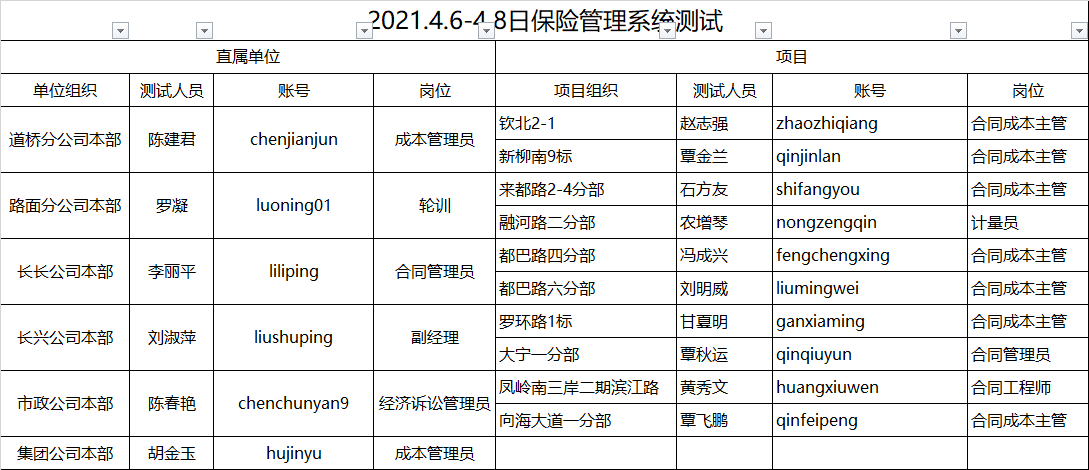 2021.4.6-4.8日保险管理系统测试
直属单位 项目
单位组织 测试人员 账号 岗位 项目组织 测试人员 账号 岗位
道桥分公司本部 陈建君 chenjianjun 成本管理员 钦北2-1 赵志强 zhaozhiqiang 合同成本主管
新柳南9标 覃金兰 qinjinlan 合同成本主管
路面分公司本部 罗凝 luoning01 轮训 来都路2-4分部 石方友 shifangyou 合同成本主管
融河路二分部 农增琴 nongzengqin 计量员
长长公司本部 李丽平 liliping 合同管理员 都巴路四分部 冯成兴 fengchengxing 合同成本主管
都巴路六分部 刘明威 liumingwei 合同成本主管
长兴公司本部 刘淑萍 liushuping 副经理 罗环路1标 甘夏明 ganxiaming 合同成本主管
大宁一分部 覃秋运 qinqiuyun 合同管理员
市政公司本部 陈春艳 chenchunyan9 经济诉讼管理员 凤岭南三岸二期滨江路 黄秀文 huangxiuwen 合同工程师
向海大道一分部 覃飞鹏 qinfeipeng 合同成本主管
集团公司本部 胡金玉 hujinyu 成本管理员